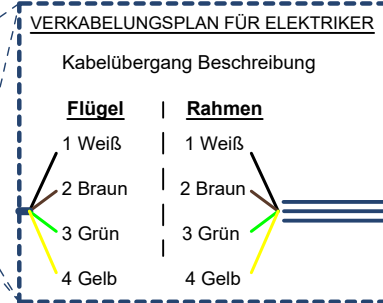 VERKABELUNGSPLAN FÜR ELEKTRIKER
Kabelübergang Beschreibung
Flügel | Rahmen
1 Weiß 1 Weiß
2 Braun 2 Braun
3 Grün 3 Grün
4 Gelb 4 Gelb